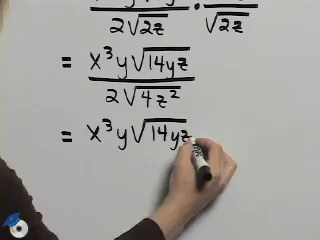 2√2z · √2z
= x³y√14yz
2√4z²
= x³y√14yz